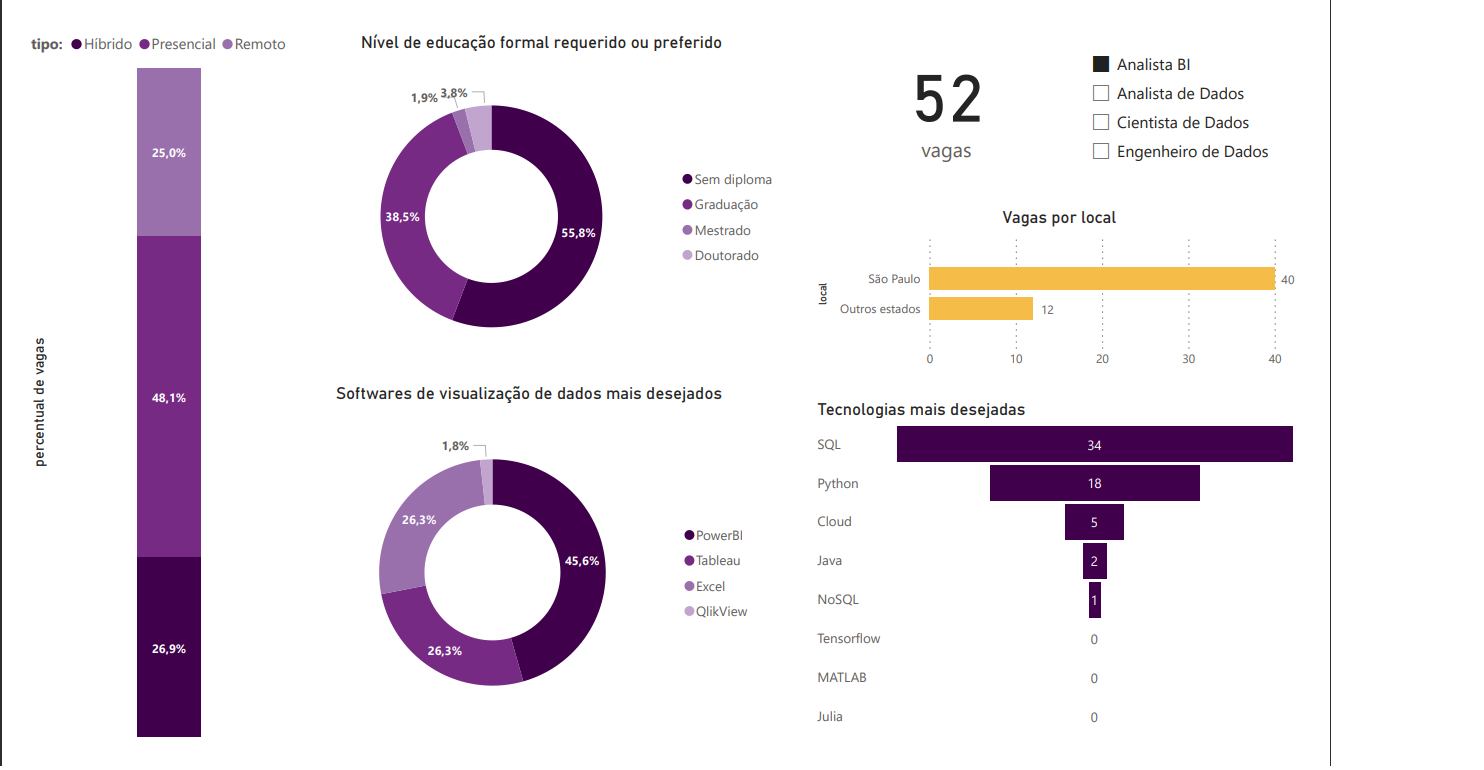 tipo: Híbrido Presencial Remoto
percentual de vagas
25,0%
48,1%
26,9%
Nível de educação formal requerido ou preferido
1,9%
3,8%
38,5%
55,8%
Sem diploma
Graduação
Mestrado
Doutorado
Softwares de visualização de dados mais desejados
1,8%
26,3%
45,6%
26,3%
PowerBI
Tableau
Excel
QlikView
52
vagas
Analista BI
Analista de Dados
Cientista de Dados
Engenheiro de Dados
Vagas por local
local
São Paulo 40
Outros estados 12
0 10 20 30 40
Tecnologias mais desejadas
SQL 34
Python 18
Cloud 5
Java 2
NoSQL 1
Tensorflow 0
MATLAB 0
Julia 0